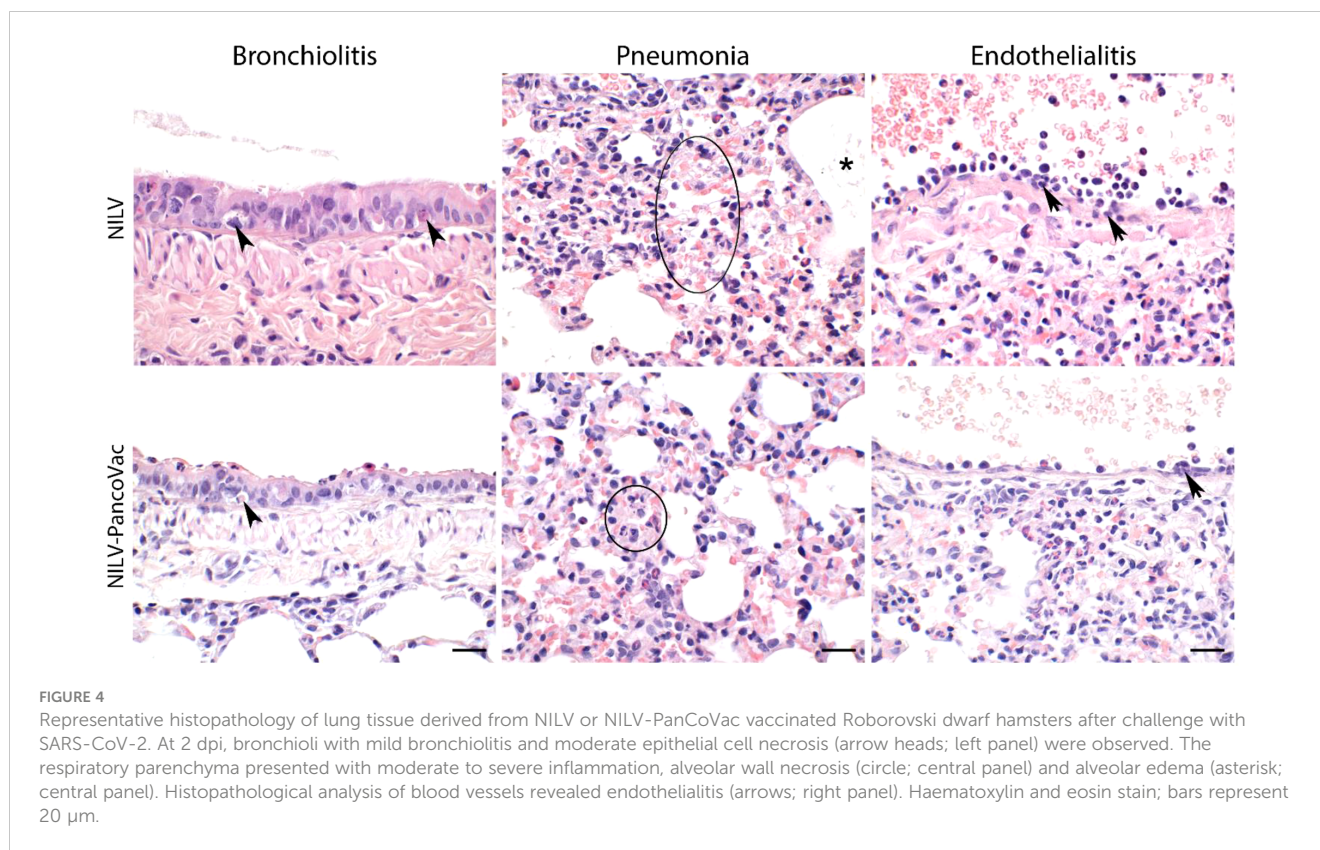 Bronchiolitis Pneumonia Endothelialitis
NILV
*
NILV-PancoVac
FIGURE 4
Representative histopathology of lung tissue derived from NILV or NILV-PanCoVac vaccinated Roborovski dwarf hamsters after challenge with
SARS-CoV-2. At 2 dpi, bronchioli with mild bronchiolitis and moderate epithelial cell necrosis (arrow heads; left panel) were observed. The
respiratory parenchyma presented with moderate to severe inflammation, alveolar wall necrosis (circle; central panel) and alveolar edema (asterisk;
central panel). Histopathological analysis of blood vessels revealed endothelialitis (arrows; right panel). Haematoxylin and eosin stain; bars represent
20 µm.